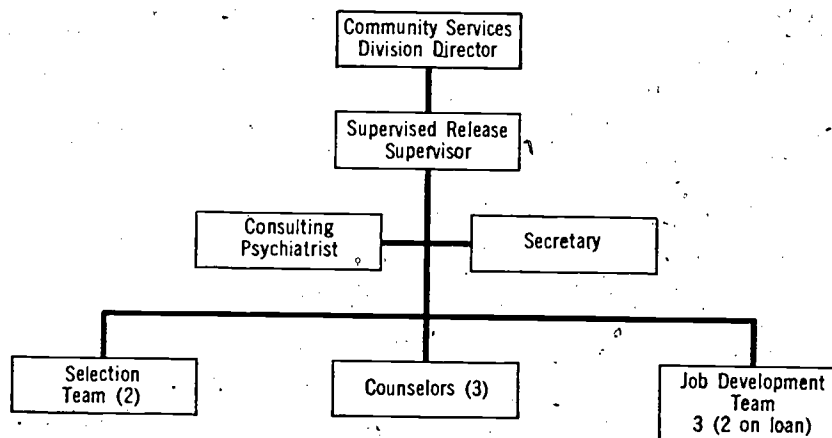 Community Services
Division Director
Supervised Release
Supervisor
Consulting
Psychiatrist
Secretary
Selection
Team (2)
Counselors (3)
Job Development
Team
3 (2 on loan)